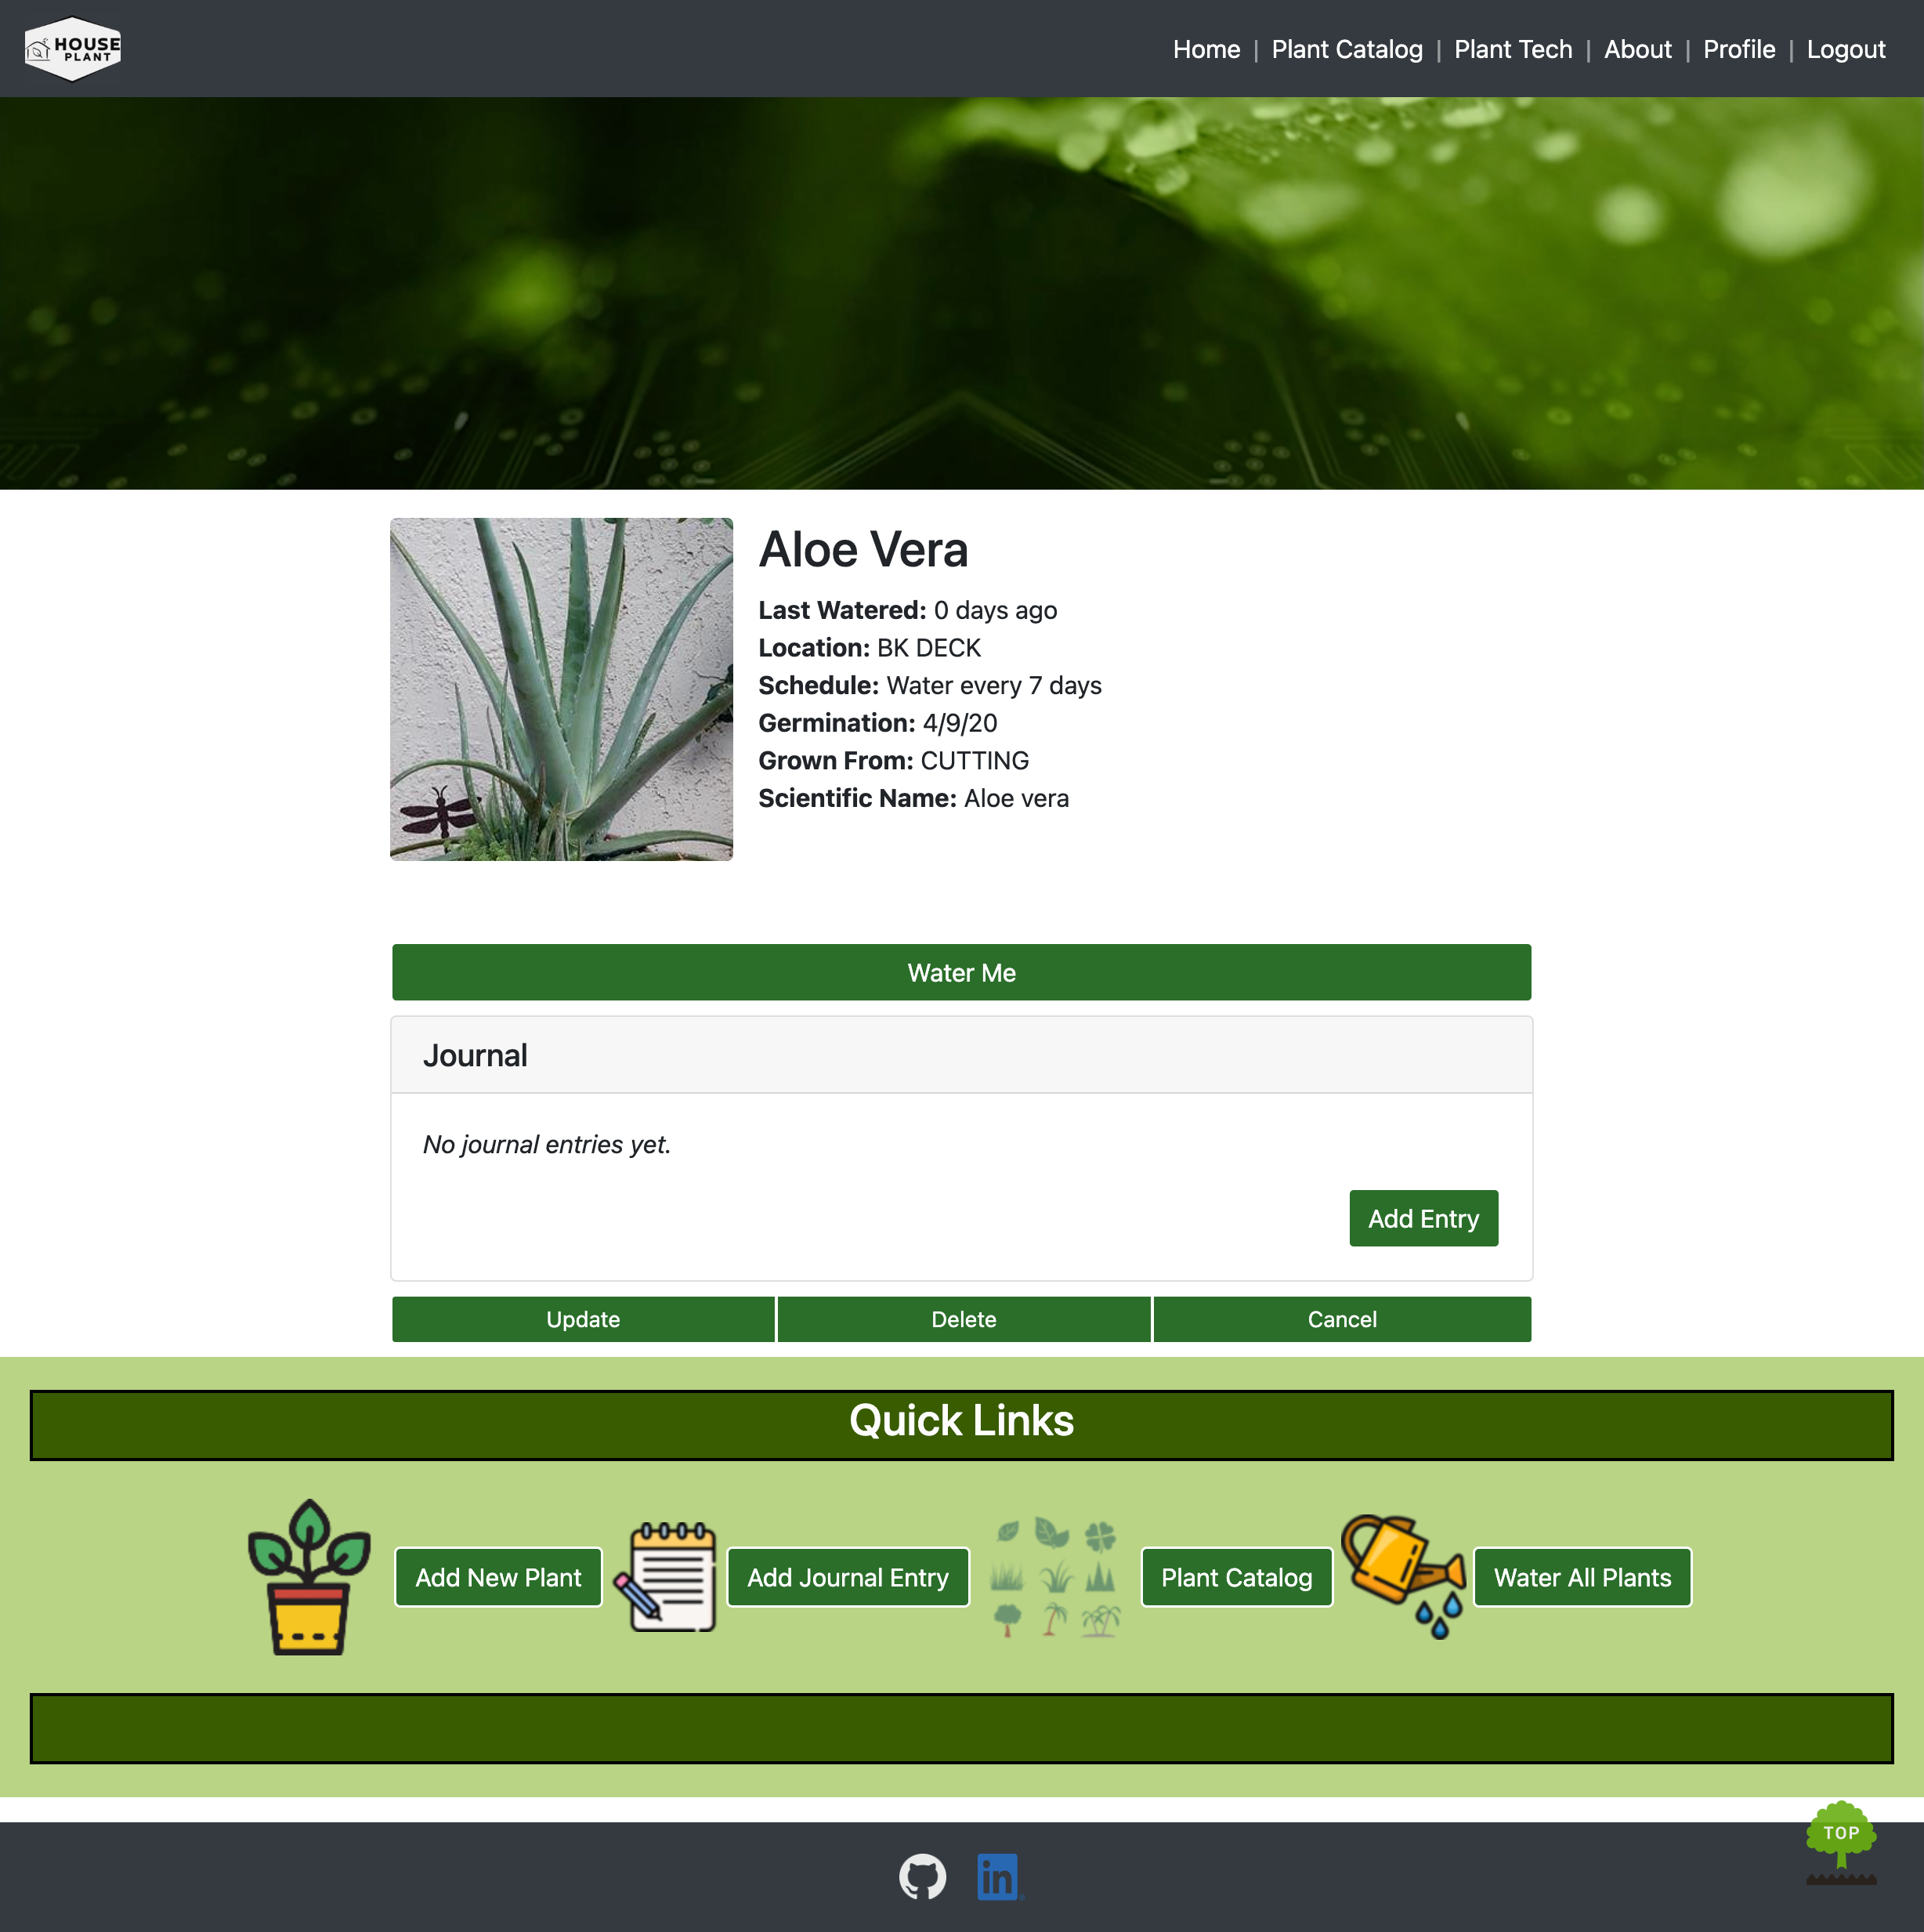 HOUSE
PLANT
Home | Plant Catalog | Plant Tech | About | Profile | Logout
Aloe Vera
Last Watered: 0 days ago
Location: BK DECK
Schedule: Water every 7 days
Germination: 4/9/20
Grown From: CUTTING
Scientific Name: Aloe vera
Water Me
Journal
No journal entries yet.
Add Entry
Update Delete Cancel
Quick Links
Add New Plant Add Journal Entry Plant Catalog Water All Plants
TOP
in